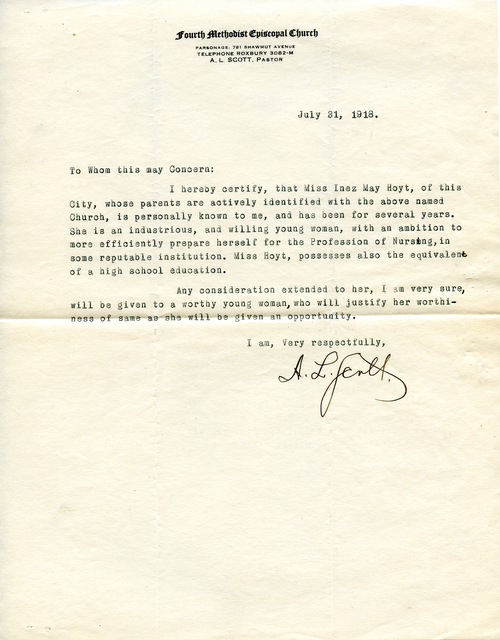 Fourth Methodist Episcopal Church
PARSONAGE: 781 SHAWMUT AVENUE
TELEPHONE ROXBURY 3082-M
A. L. SCOTT, PASTOR
July 31, 1918.
To Whom this may Concern:
I hereby certify, that Miss Inez May Hoyt, of this
City, whose parents are actively identified with the above named
Church, is personally known to me, and has been for several years.
She is an industrious, and willing young woman, with an ambition to
more efficiently prepare herself for the Profession of Nursing,in
some reputable institution. Miss Hoyt, possesses also the equivalent
of a high school education.
Any consideration extended to her, I am very sure,
will be given to a worthy young woman,who will justify her worthi-
ness of same as she will be given an opportunity.
I am, Very respectfully,
A. L. Scott.